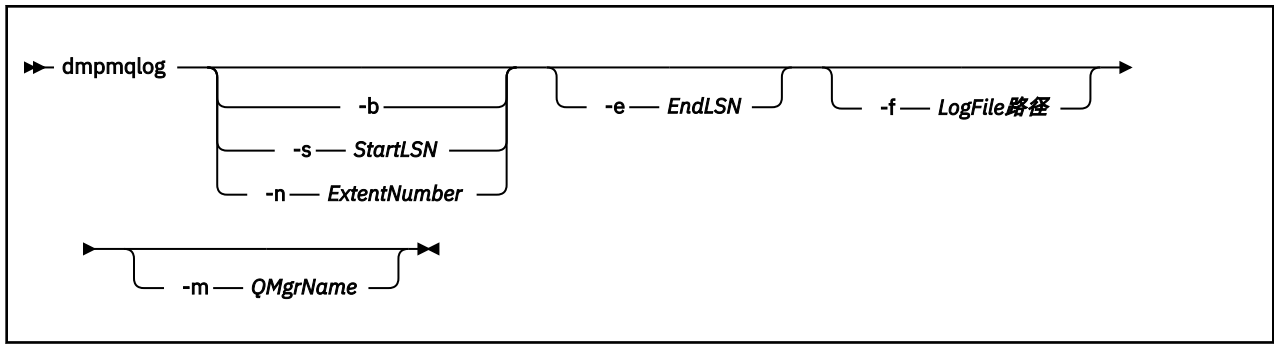 dmpmqlog
-b
-s StartLSN
-n ExtentNumber
-e EndLSN
-f LogFile路径
-m QMgrName